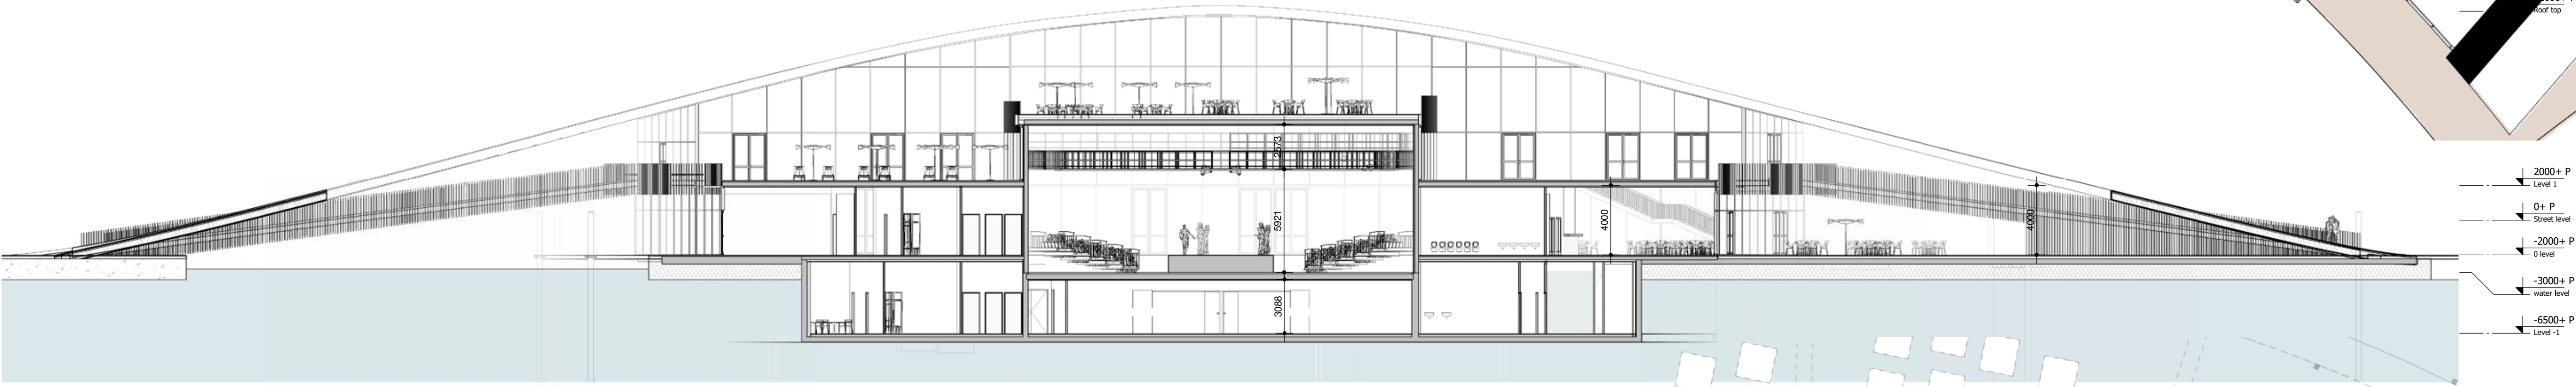 Roof top
2000+ P
Level 1
0+ P
Street level
-2000+ P
0 level
-3000+ P
water level
-6500+ P
Level -1
2573
5921
4000
4000
3088